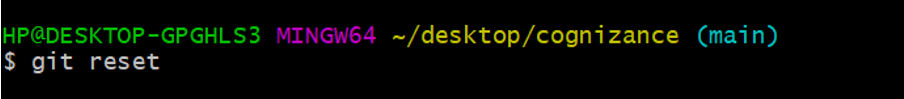 HP@DESKTOP-GPGHLS3 MINGW64 ~/desktop/cognizance (main)
$ git reset